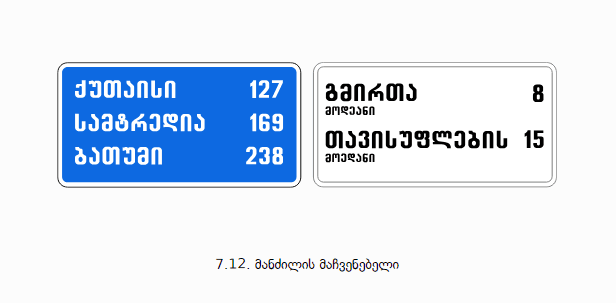 ქუთაისი 127
სამტრედია 169
ბათუმი 238
გმირთა 8
მოედანი
თავისუფლების 15
მოედანი
7.12. მანძილის მაჩვენებელი